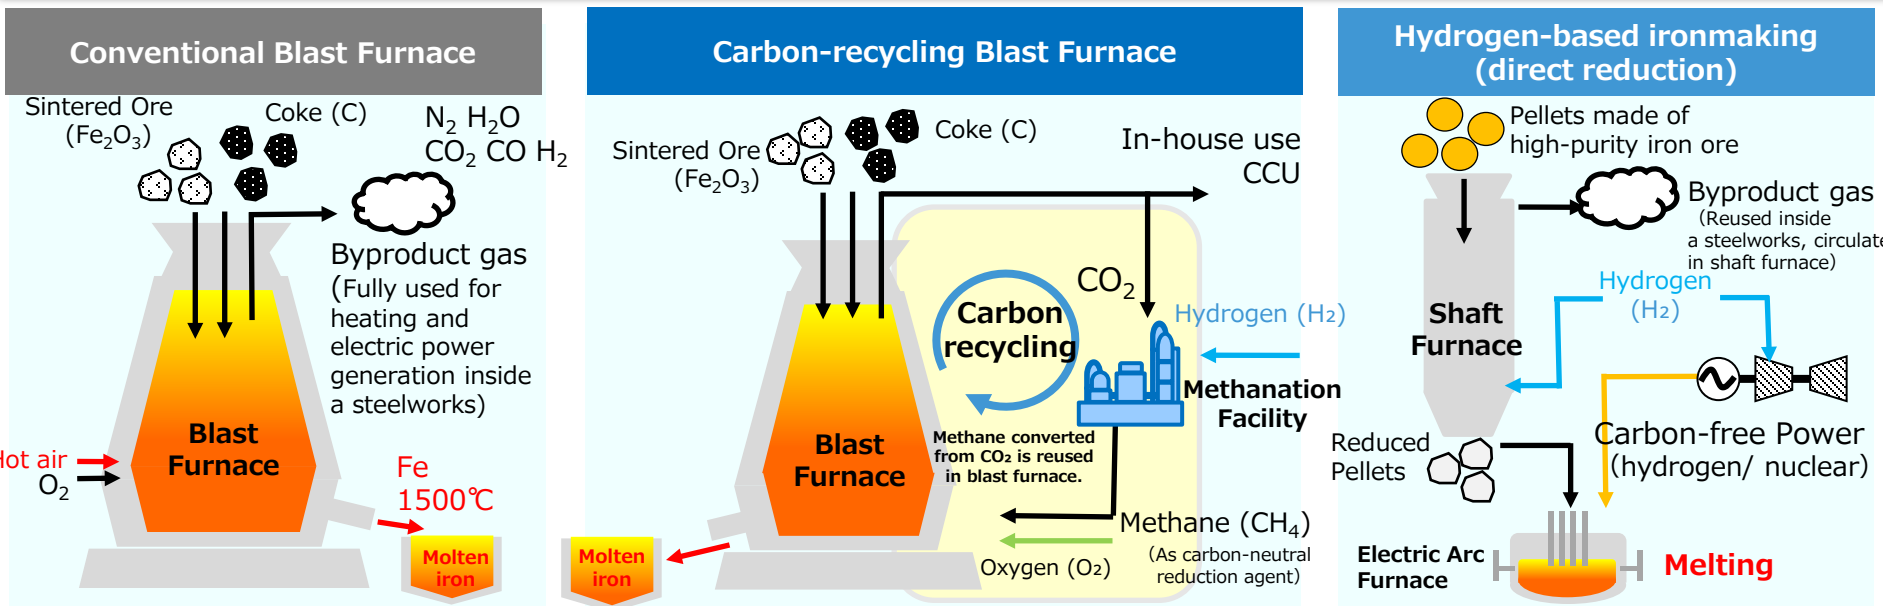 Conventional Blast Furnace
Sintered Ore
(Fe₂O₃)
Coke (C)
N₂ H₂O
CO₂ CO H₂
Byproduct gas
(Fully used for
heating and
electric power
generation inside
a steelworks)
Blast
Furnace
Hot air
O₂
Fe
1500℃
Molten
iron
Carbon-recycling Blast Furnace
Sintered Ore
(Fe₂O₃)
Coke (C)
In-house use
CCU
CO₂
Carbon
recycling
Hydrogen (H₂)
Methanation
Facility
Blast
Furnace
Methane converted
from CO₂ is reused
in blast furnace.
Methane (CH₄)
(As carbon-neutral
reduction agent)
Oxygen (O₂)
Molten
iron
Hydrogen-based ironmaking
(direct reduction)
Pellets made of
high-purity iron ore
Byproduct gas
(Reused inside
a steelworks, circulate
in shaft furnace)
Hydrogen
(H₂)
Shaft
Furnace
Carbon-free Power
(hydrogen/ nuclear)
Reduced
Pellets
Electric Arc
Furnace
Melting